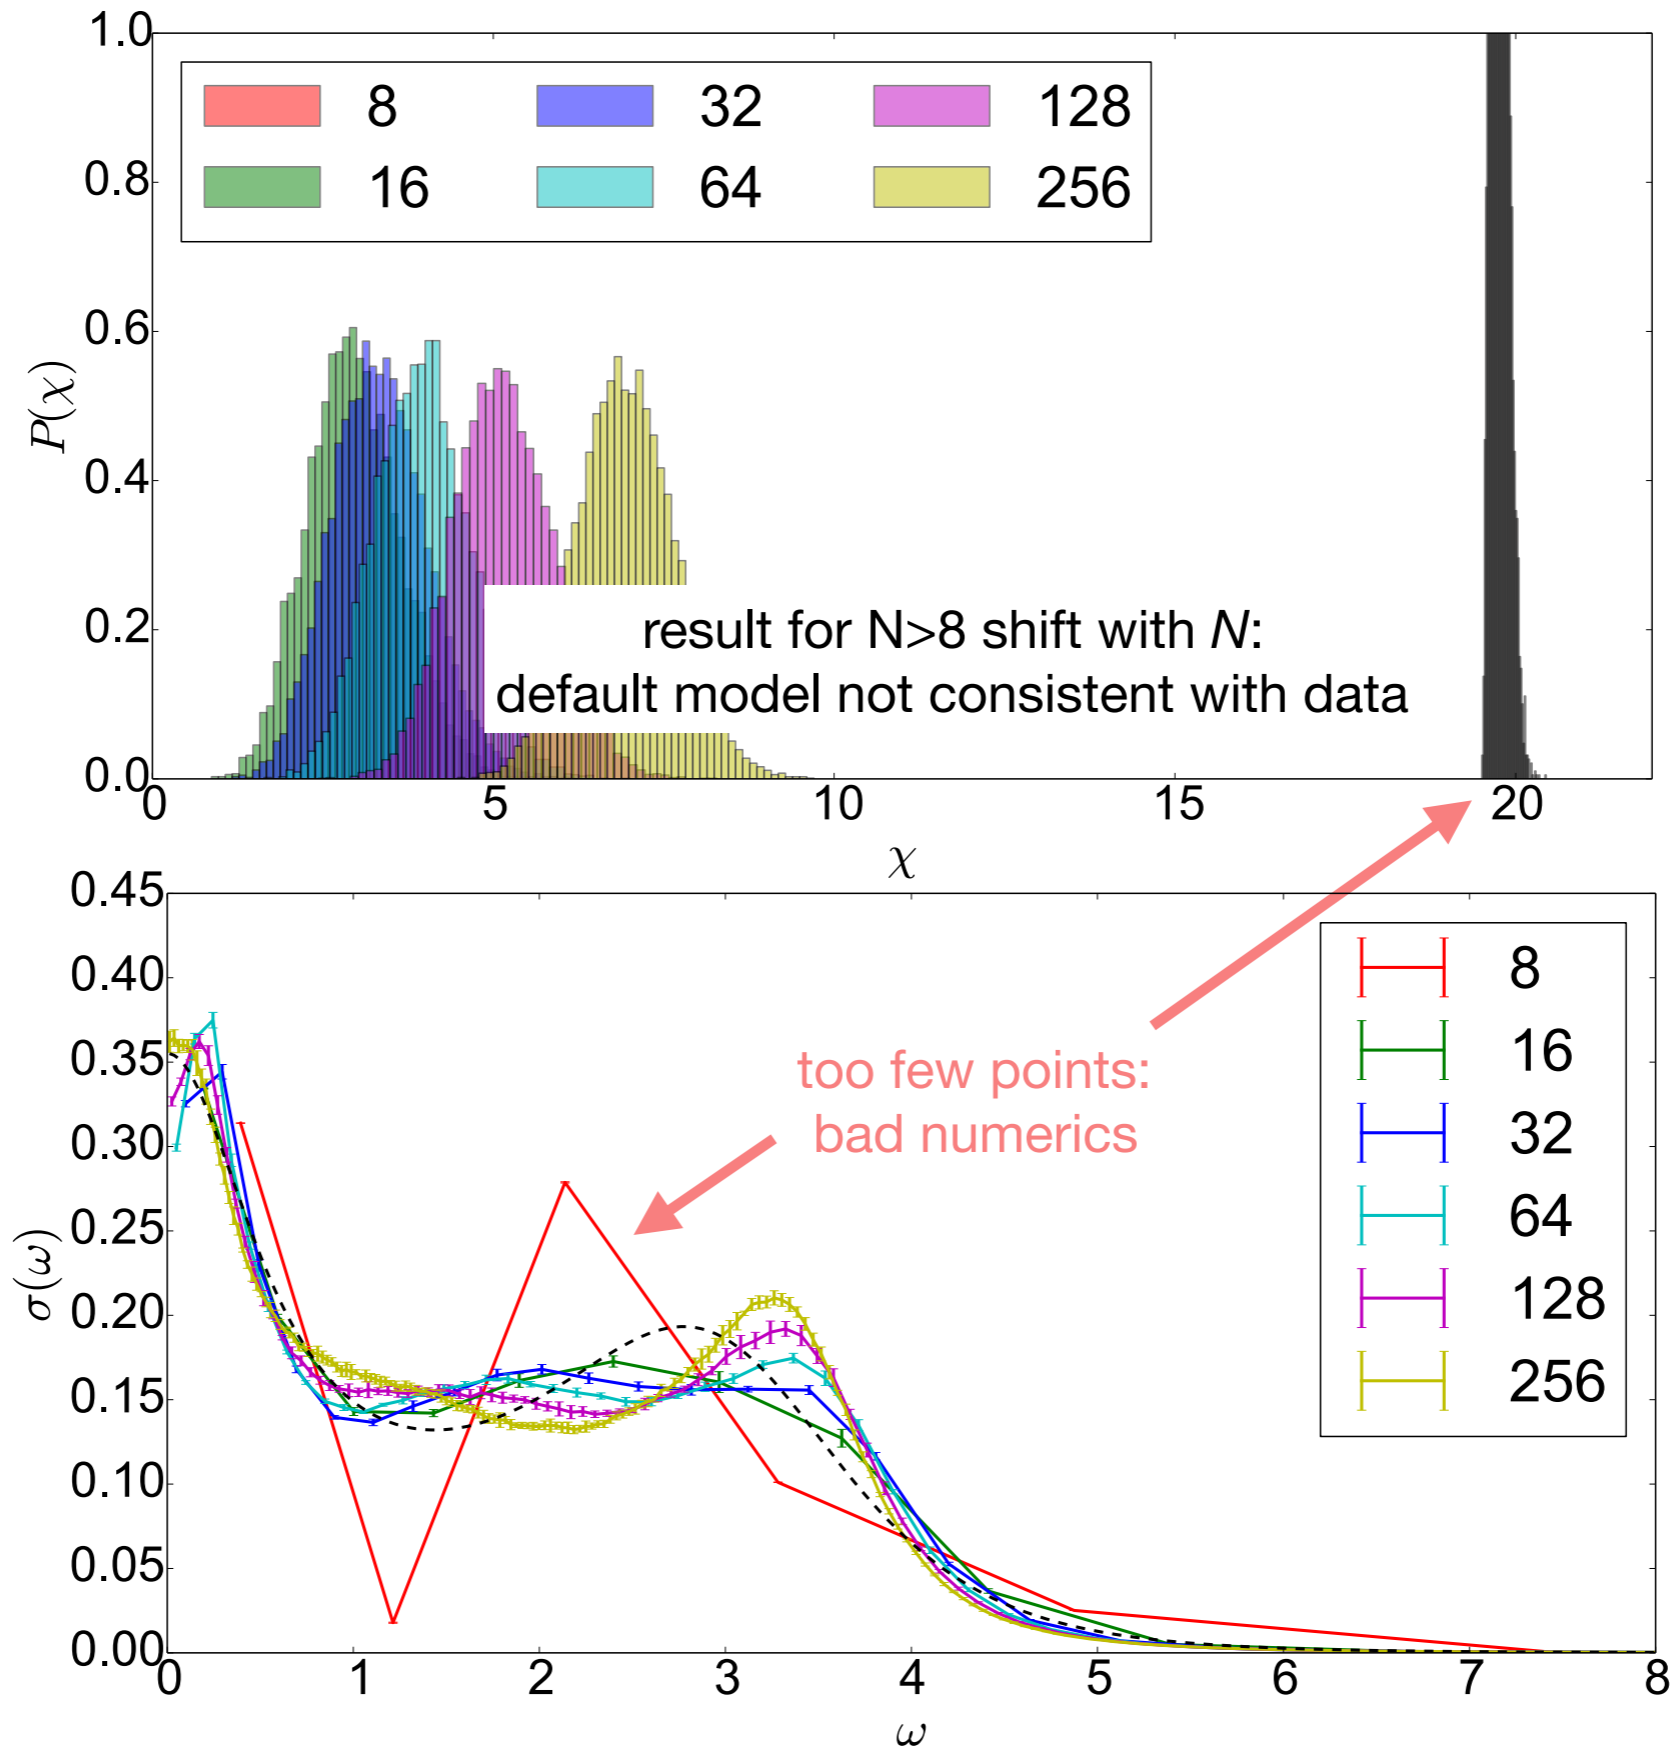 1.0
0.8
0.6
0.4
0.2
0.0
P(χ)
8 32 128
16 64 256
result for N>8 shift with N:
default model not consistent with data
0 5 10 15 20
χ
0.45
0.40
0.35
0.30
0.25
0.20
0.15
0.10
0.05
0.00
σ(ω)
too few points:
bad numerics
8
16
32
64
128
256
0 1 2 3 4 5 6 7 8
ω